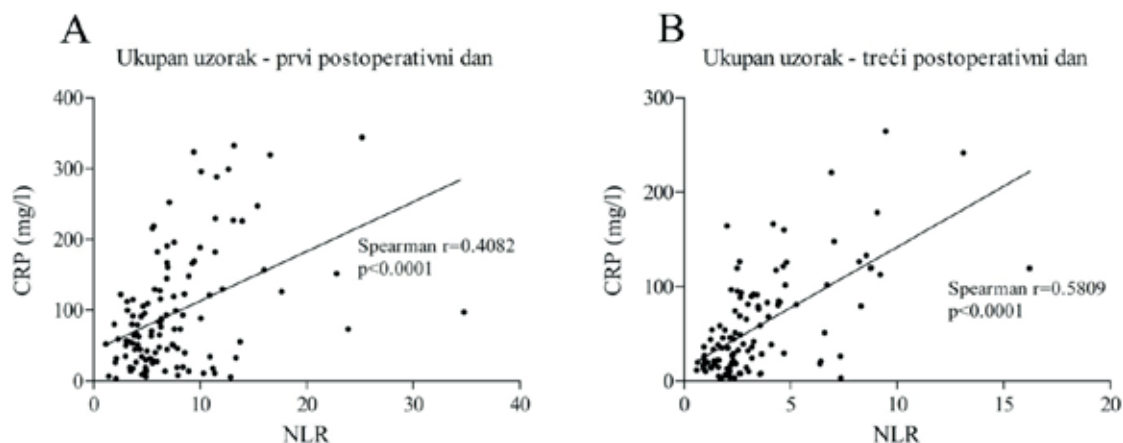 A
Ukupan uzorak - prvi postoperativni dan
400
300
200
100
0
CRP (mg/l)
Spearman r=0.4082
p<0.0001
0
10
20
30
40
NLR
B
Ukupan uzorak - treći postoperativni dan
300
200
100
0
CRP (mg/l)
Spearman r=0.5809
p<0.0001
0
5
10
15
20
NLR